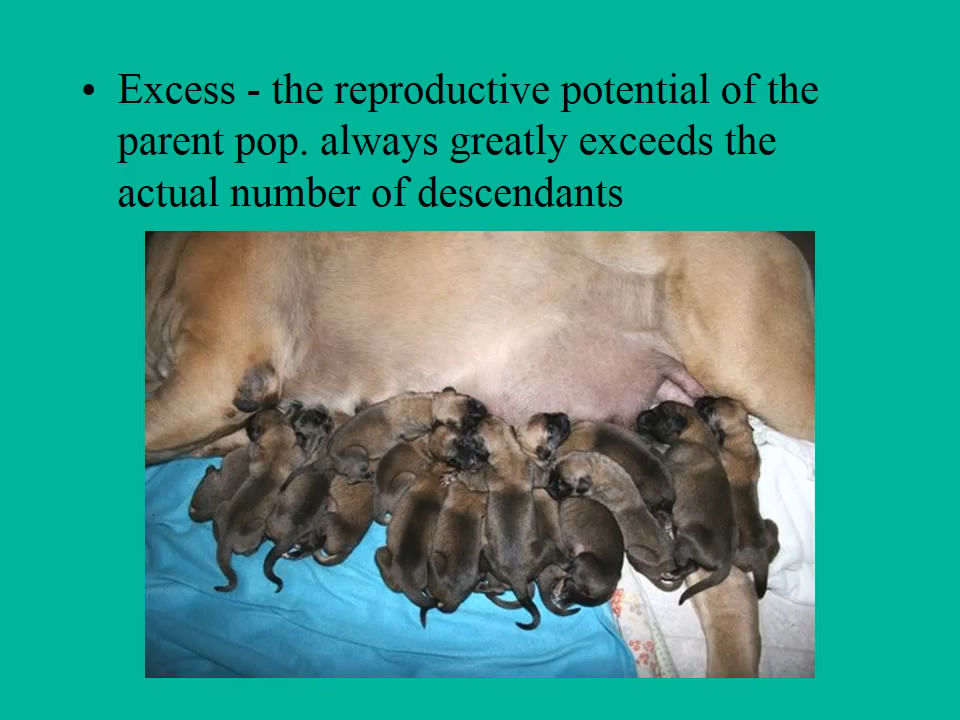 • Excess - the reproductive potential of the
parent pop. always greatly exceeds the
actual number of descendants